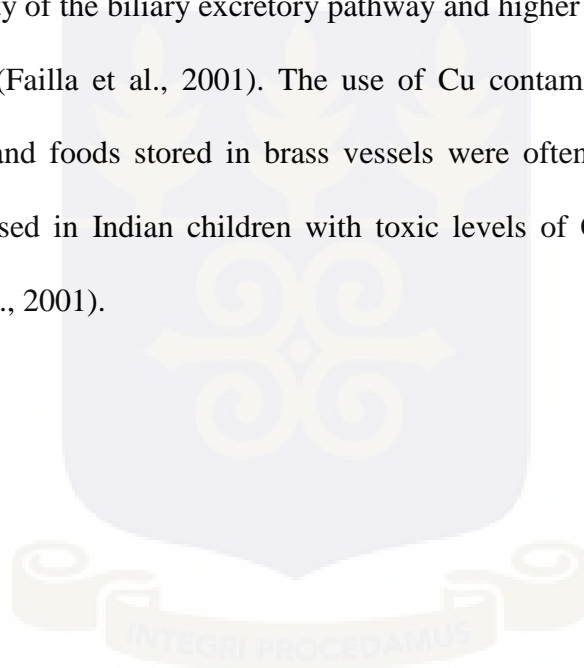 y of the biliary excretory pathway and higher
(Failla et al., 2001). The use of Cu contam
and foods stored in brass vessels were often
sed in Indian children with toxic levels of
., 2001).
INTEGRI PROCEDAMUS